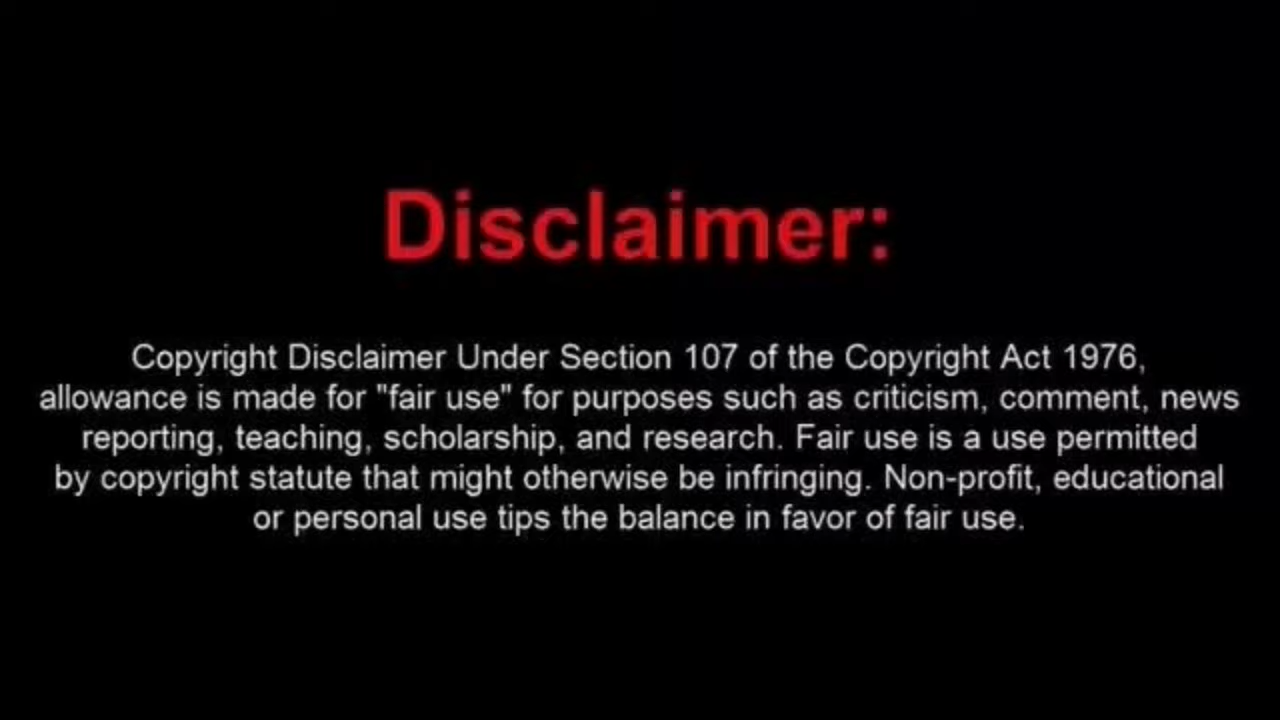 Disclaimer:
Copyright Disclaimer Under Section 107 of the Copyright Act 1976,
allowance is made for "fair use" for purposes such as criticism, comment, news
reporting, teaching, scholarship, and research. Fair use is a use permitted
by copyright statute that might otherwise be infringing. Non-profit, educational
or personal use tips the balance in favor of fair use.